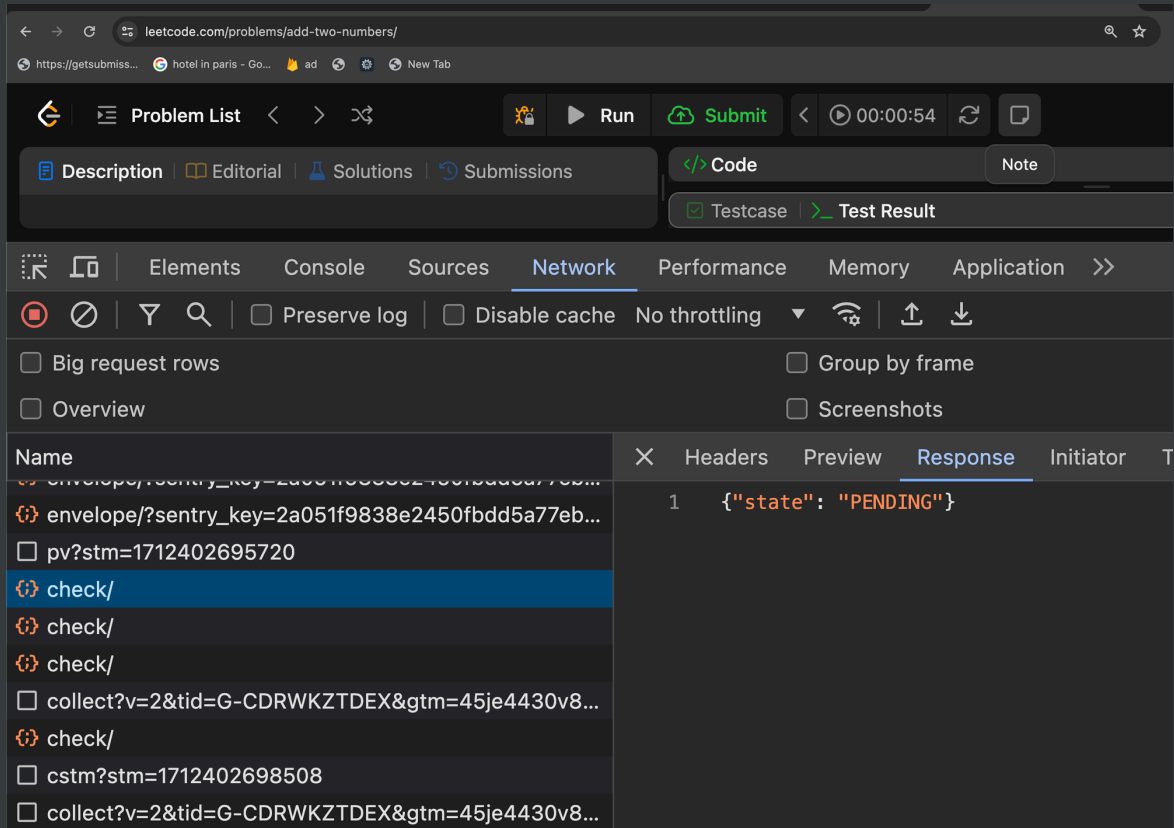 leetcode.com/problems/add-two-numbers/
https://getsubmiss... hotel in paris - Go... ad New Tab
Problem List Run Submit 00:00:54
Description Editorial Solutions Submissions
</> Code
Note
Testcase Test Result
Elements Console Sources Network Performance Memory Application
Preserve log Disable cache No throttling
Big request rows Group by frame
Overview Screenshots
Name
Headers Preview Response Initiator T
envelope/?sentry_key=2a051f9838e2450fbdd5a77eb...
envelope/?sentry_key=2a051f9838e2450fbdd5a77eb...
pv?stm=1712402695720
check/
check/
check/
collect?v=2&tid=G-CDRWKZTDEX&gtm=45je4430v8...
check/
cstm?stm=1712402698508
collect?v=2&tid=G-CDRWKZTDEX&gtm=45je4430v8...
1 {"state": "PENDING"}